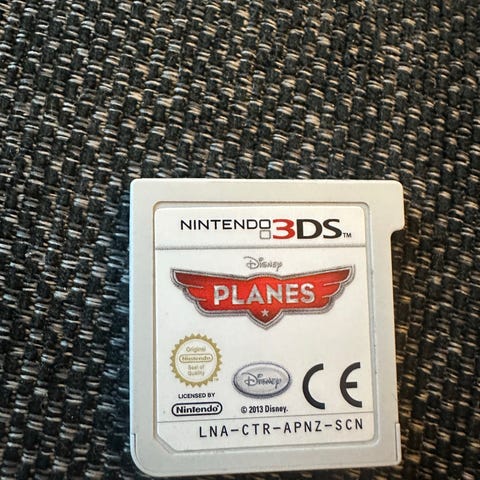 NINTENDO 3DS™
Disney
PLANES
Original
Nintendo
Seal of
Quality
Disney
CE
LICENSED BY
Nintendo
© 2013 Disney.
LNA-CTR-APNZ-SCN